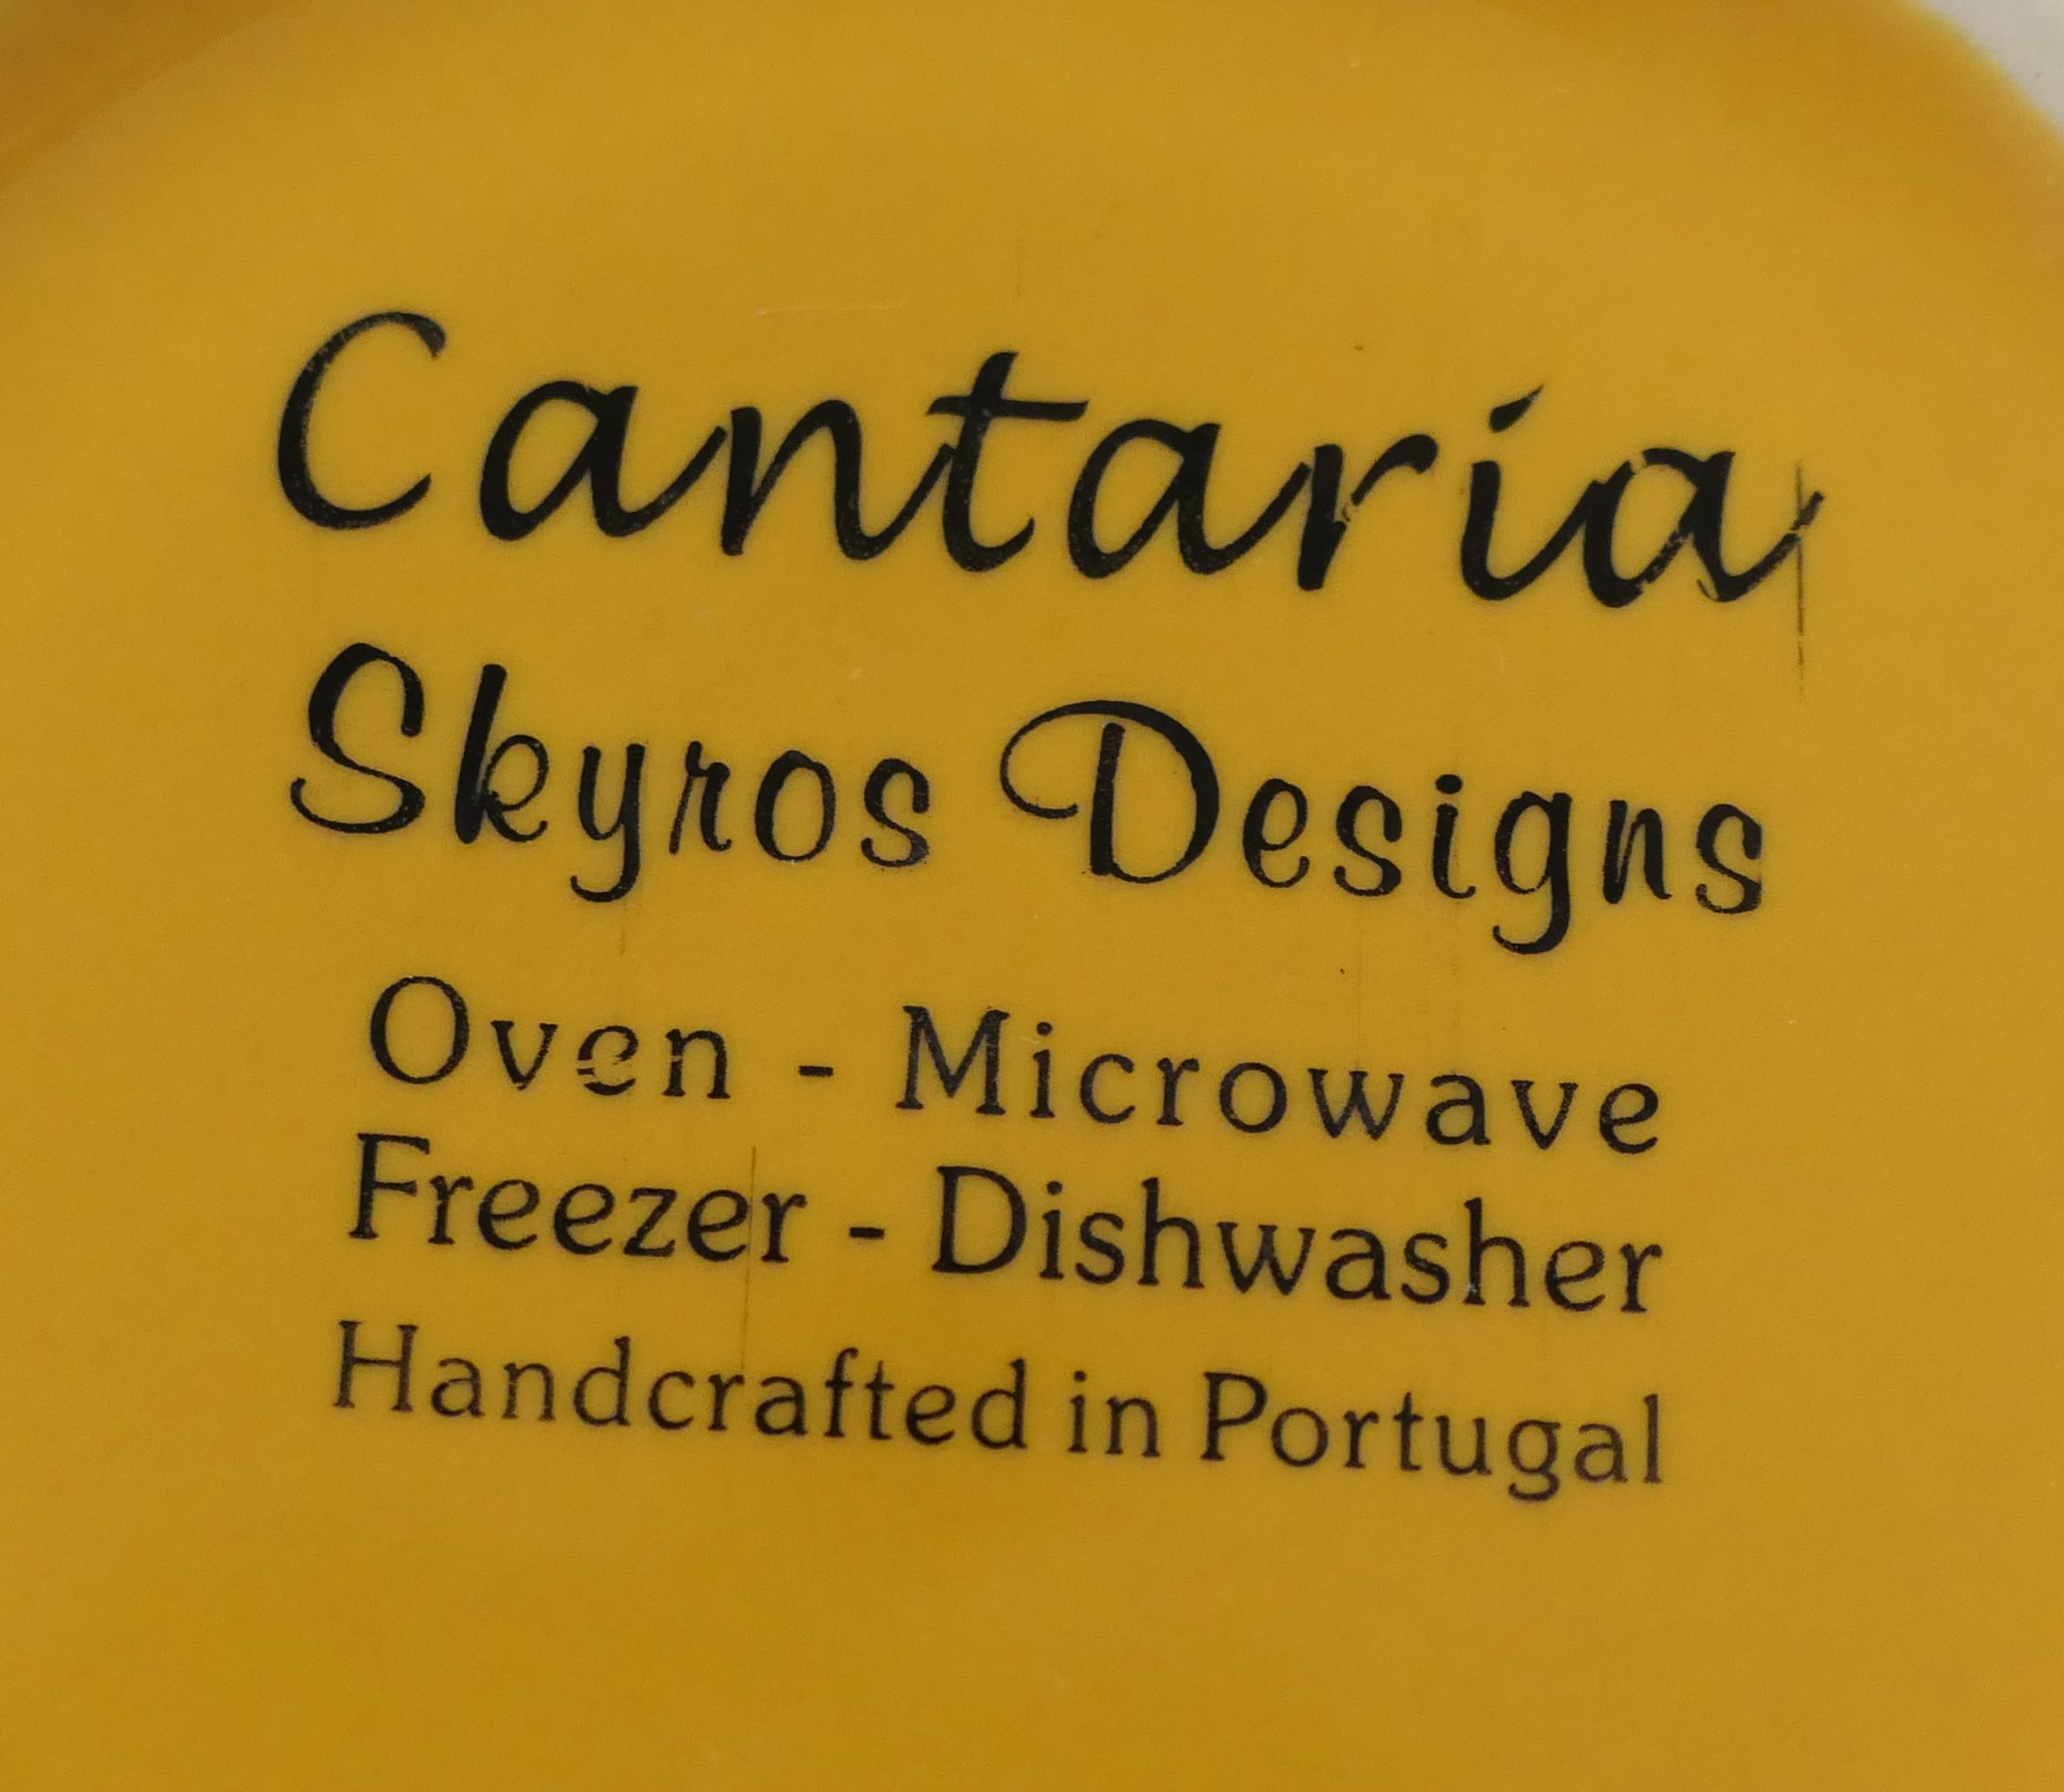 Cantaria
Skyros Designs
Oven - Microwave
Freezer - Dishwasher
Handcrafted in Portugal